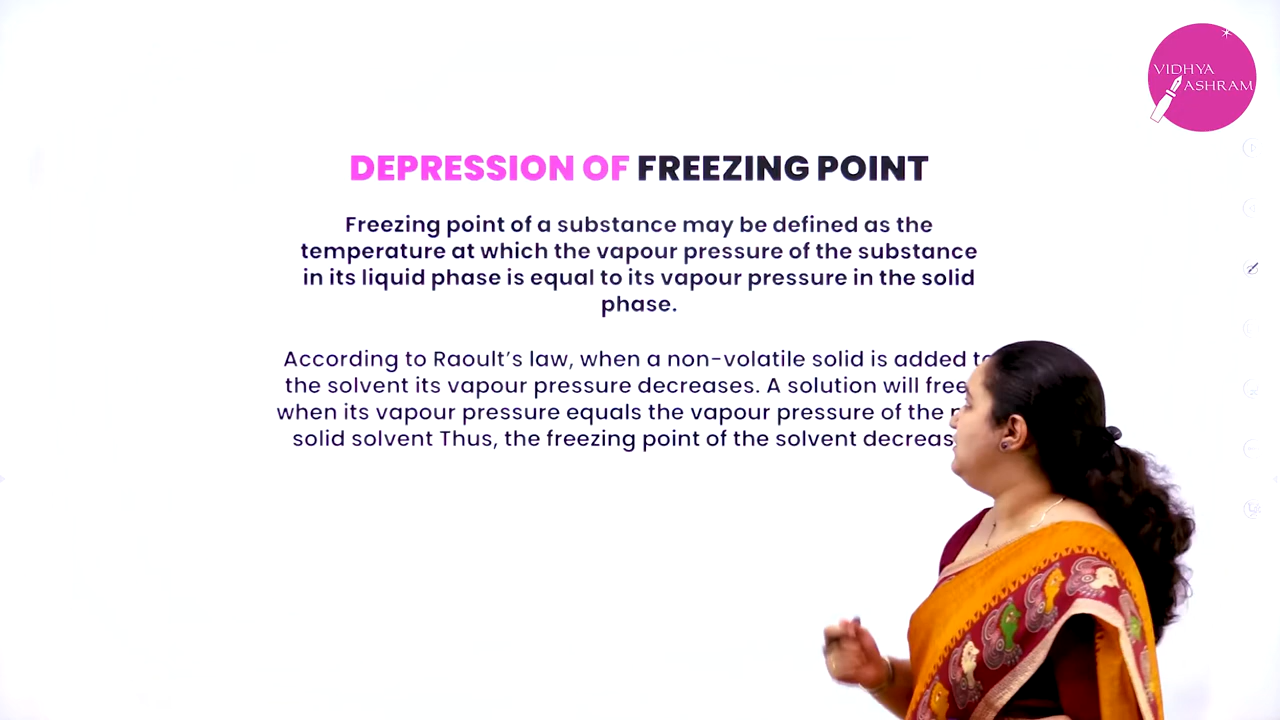 VIDHYA
ASHRAM
DEPRESSION OF FREEZING POINT
Freezing point of a substance may be defined as the
temperature at which the vapour pressure of the substance
in its liquid phase is equal to its vapour pressure in the solid
phase.
According to Raoult's law, when a non-volatile solid is added
the solvent its vapour pressure decreases. A solution will
when its vapour pressure equals the vapour pressure of the
solid solvent Thus, the freezing point of the solvent